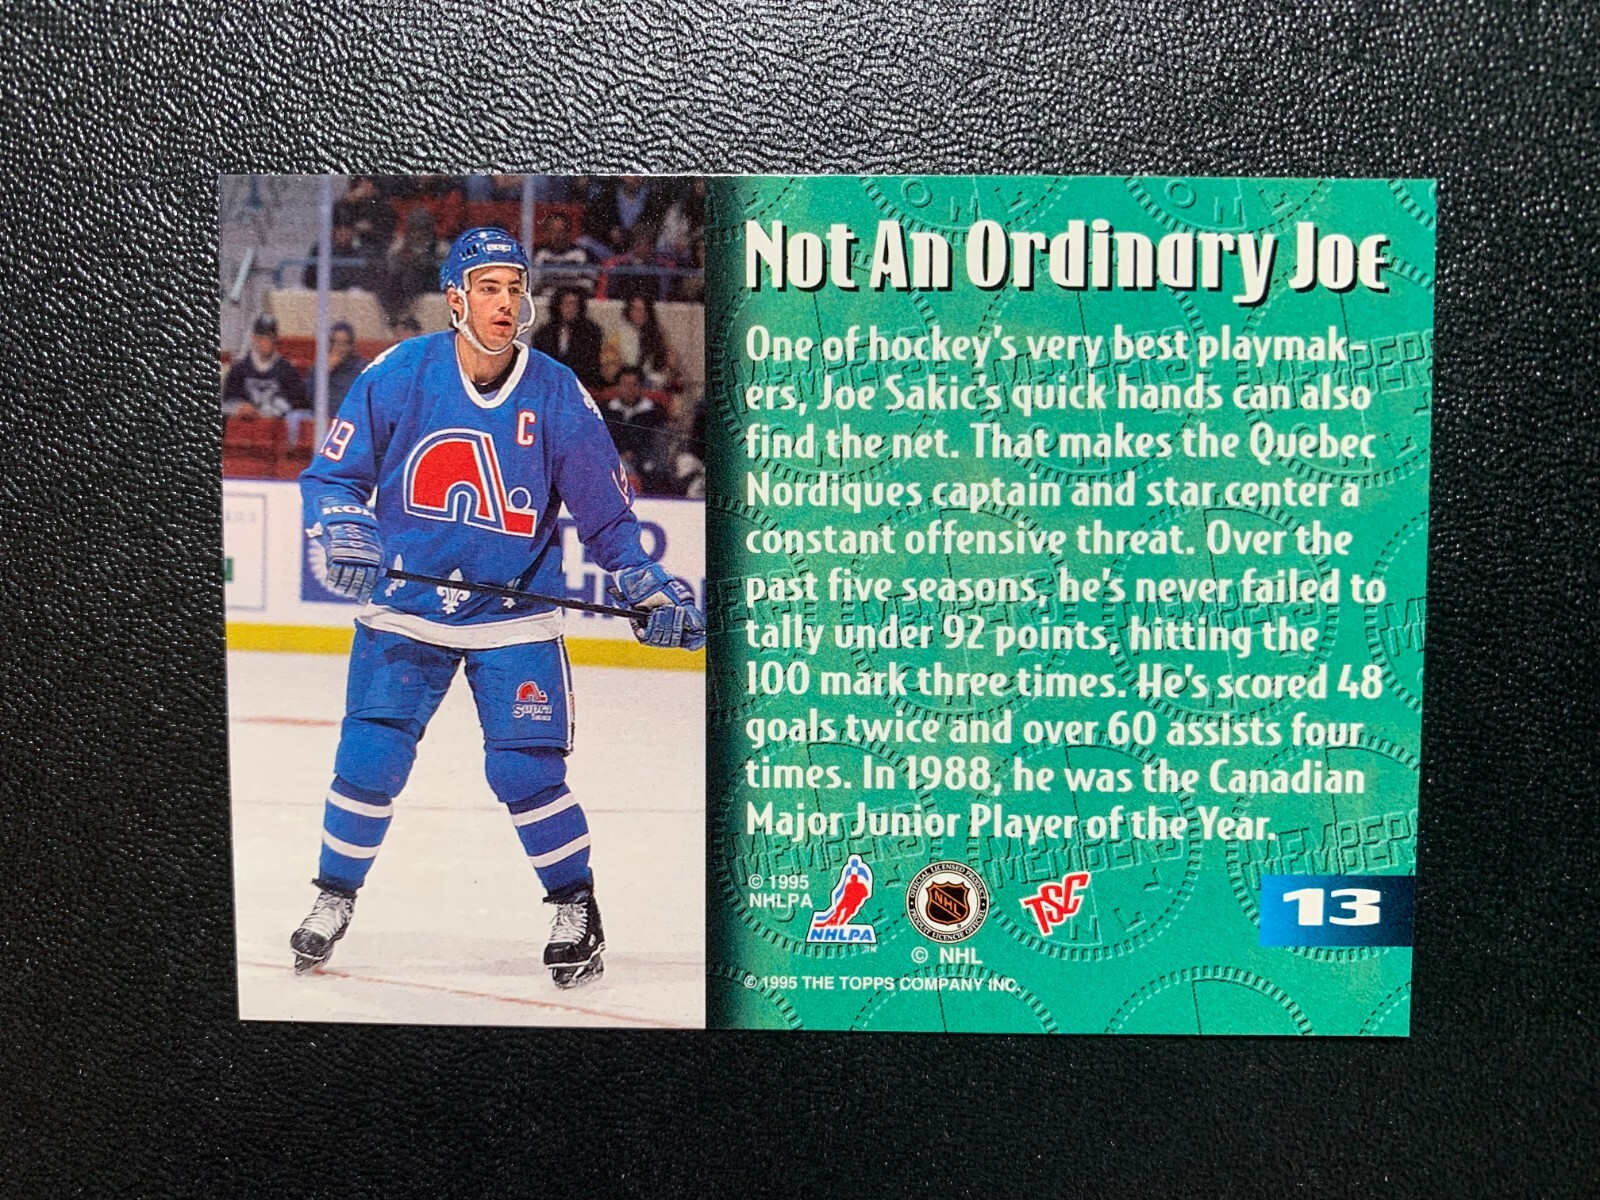 Not An Ordinary Joe
One of hockey's very best playmak-
ers, Joe Sakic's quick hands can also
find the net. That makes the Quebec
Nordiques captain and star center a
constant offensive threat. Over the
past five seasons, he's never failed to
tally under 92 points, hitting the
100 mark three times. He's scored 48
goals twice and over 60 assists four
times. In 1988, he was the Canadian
Major Junior Player of the Year.
© 1995
NHLPA
NHLPA
NHL
TSC
© NHL
© 1995 THE TOPPS COMPANY INC.
13
C
19
Supra
MEMBERS
ONLY